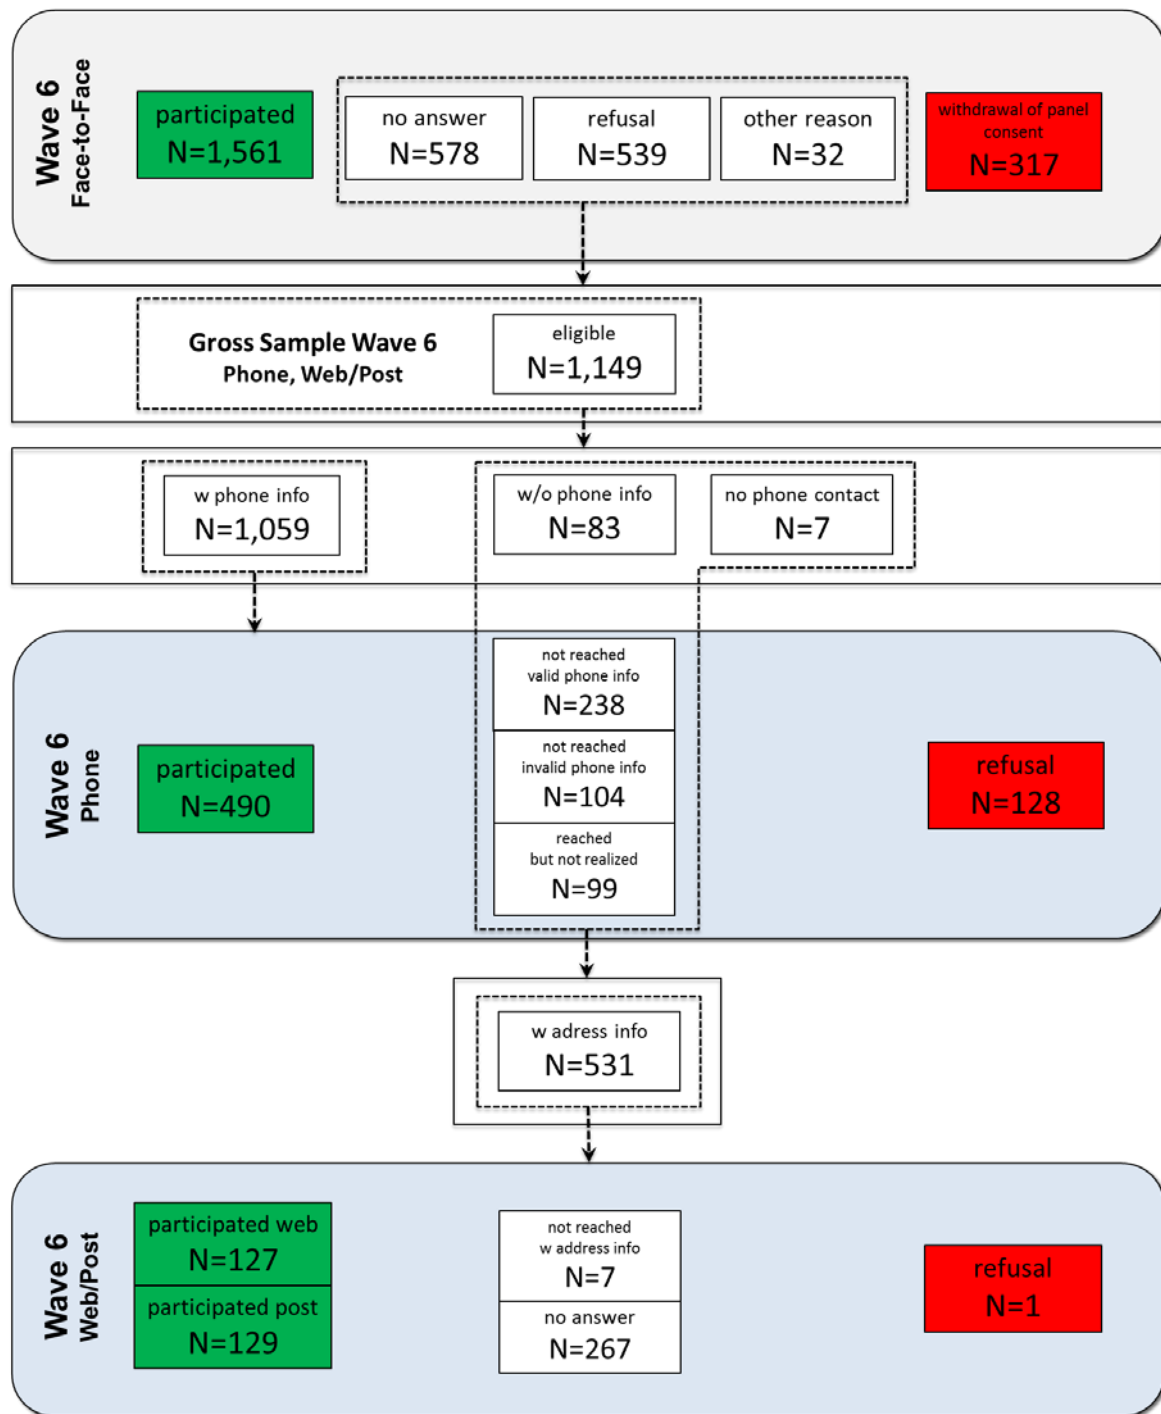 Wave 6
Face-to-Face
participated
N=1,561
no answer
N=578
refusal
N=539
other reason
N=32
withdrawal of panel
consent
N=317
Gross Sample Wave 6
Phone, Web/Post
eligible
N=1,149
w phone info
N=1,059
w/o phone info
N=83
no phone contact
N=7
Wave 6
Phone
participated
N=490
not reached
valid phone info
N=238
not reached
invalid phone info
N=104
reached
but not realized
N=99
refusal
N=128
w adress info
N=531
Wave 6
Web/Post
participated web
N=127
participated post
N=129
not reached
w address info
N=7
no answer
N=267
refusal
N=1